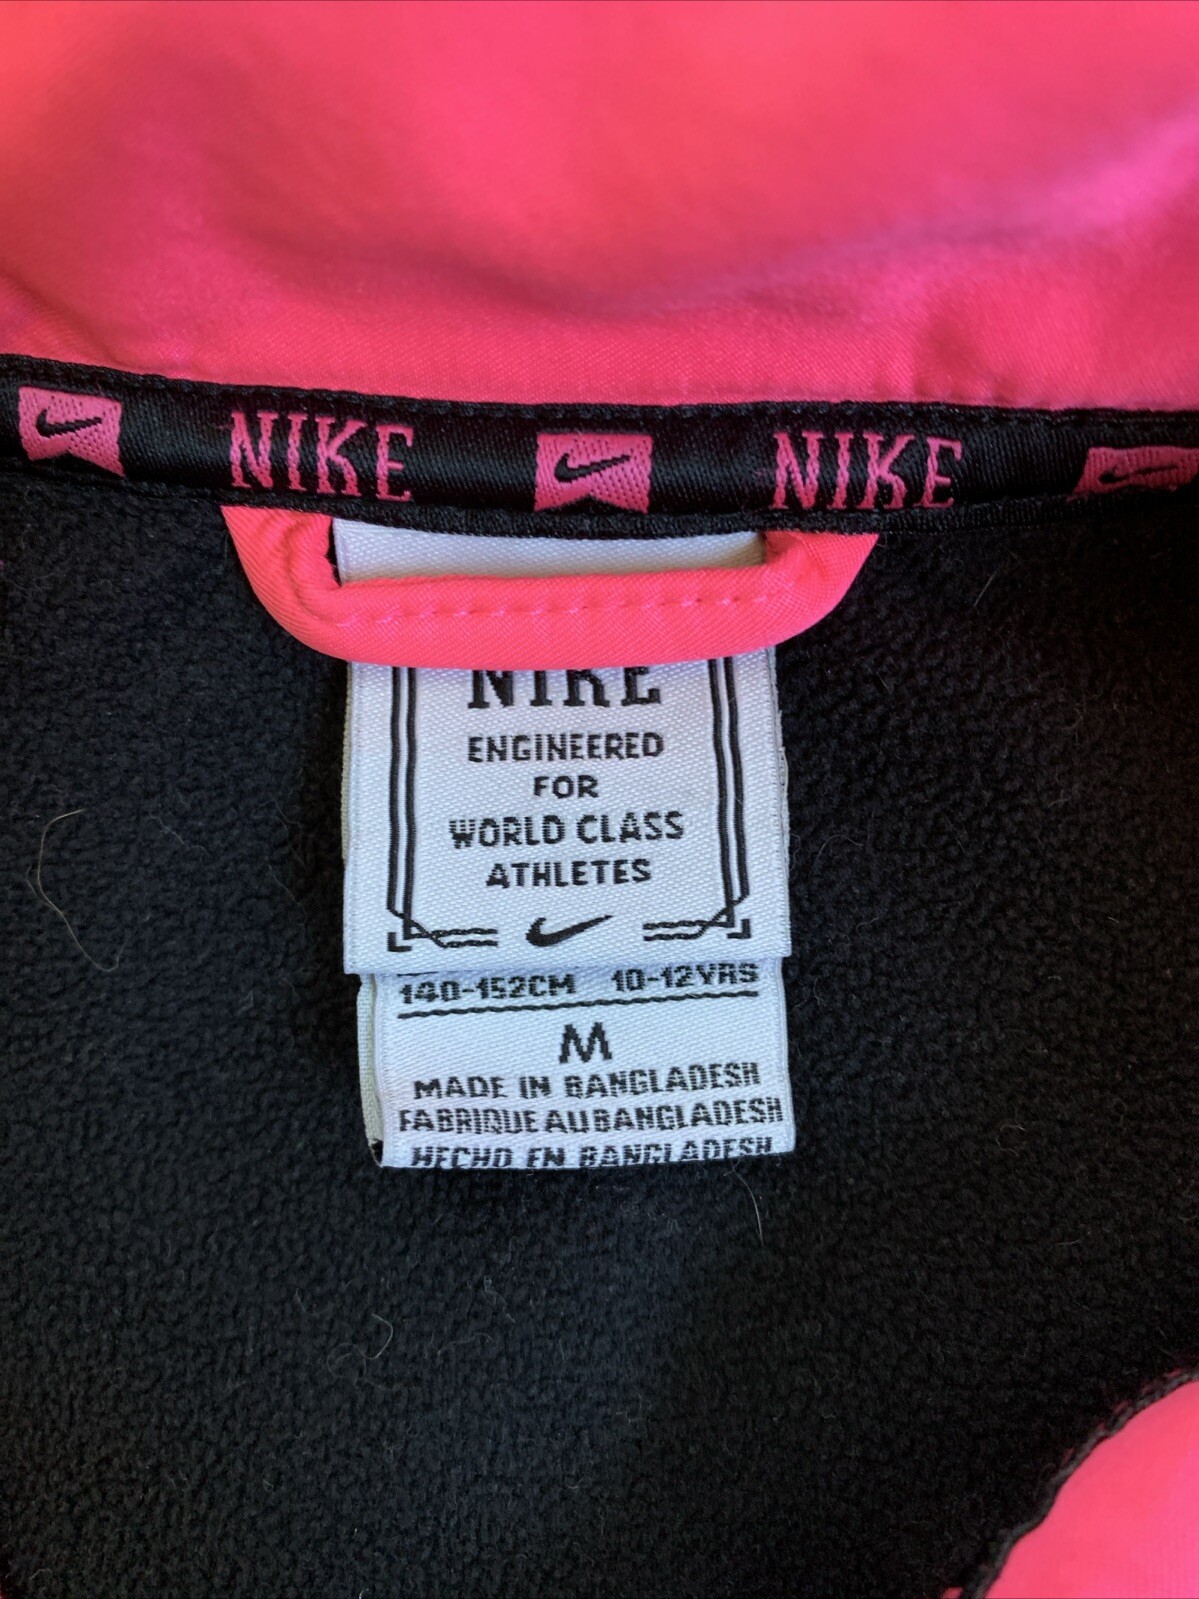 NIKE NIKE
NIKE
ENGINEERED
FOR
WORLD CLASS
ATHLETES
140-152CM 10-12YRS
M
MADE IN BANGLADESH
FABRIQUE AU BANGLADESH
HECHO EN BANGLADESH